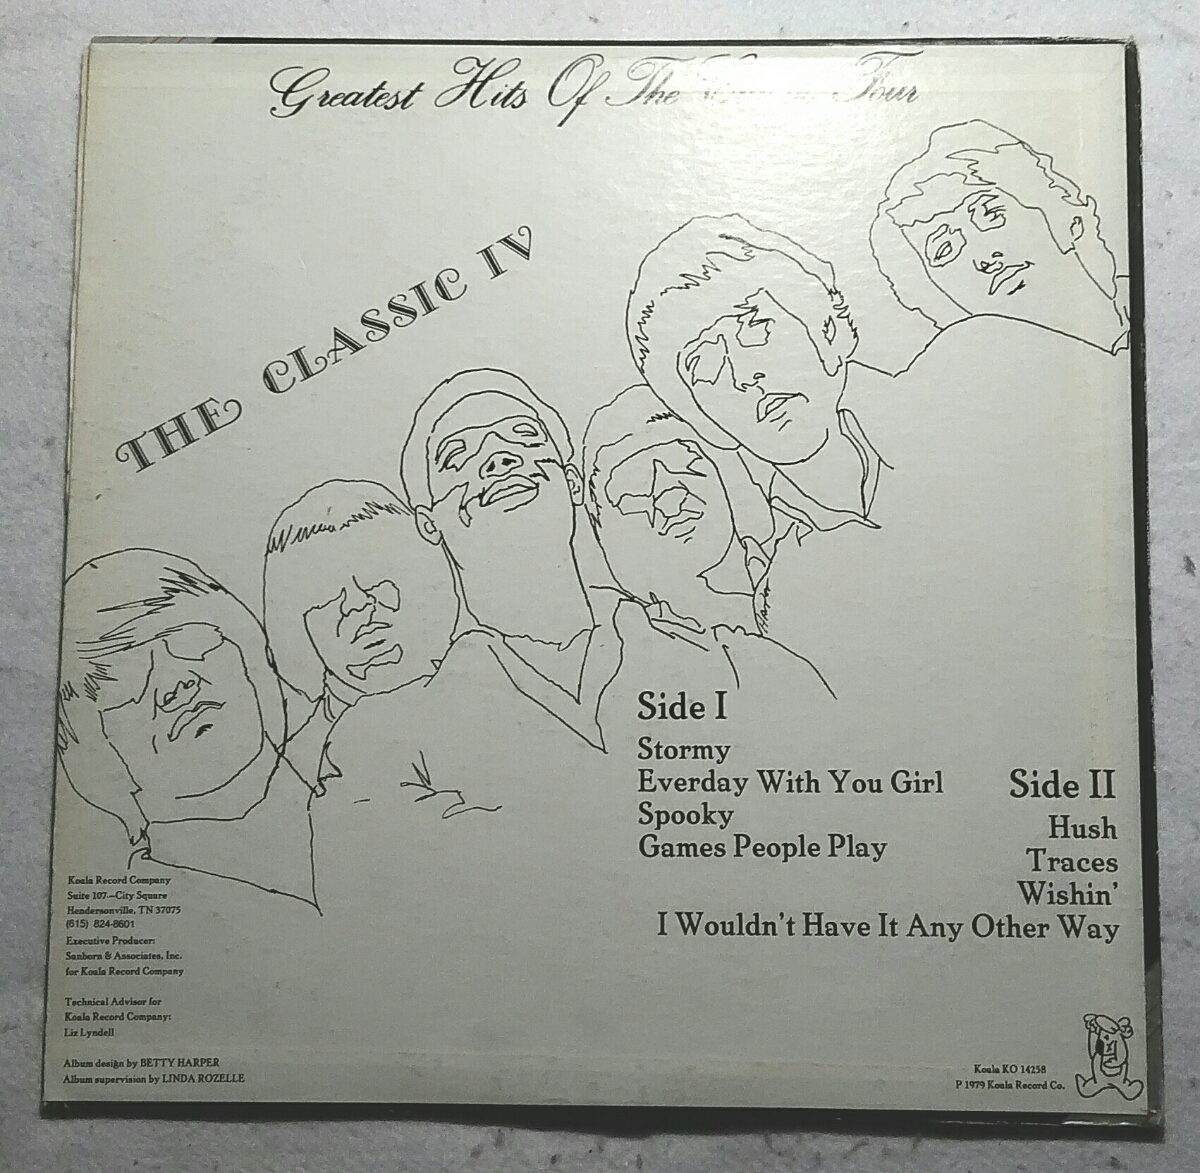 Greatest Hits Of The Four
THE CLASSIC IV
Side I
Stormy
Everday With You Girl
Spooky
Games People Play
Side II
Hush
Traces
Wishin'
I Wouldn't Have It Any Other Way
Koala Record Company
Suite 107—City Square
Hendersonville, TN 37075
(615) 824-8601
Executive Producer:
Sanborn & Associates, Inc.
for Koala Record Company
Technical Advisor for
Koala Record Company:
Liz Lyndell
Album design by BETTY HARPER
Album supervision by LINDA ROZELLE
Koala KO 14258
P 1979 Koala Record Co.